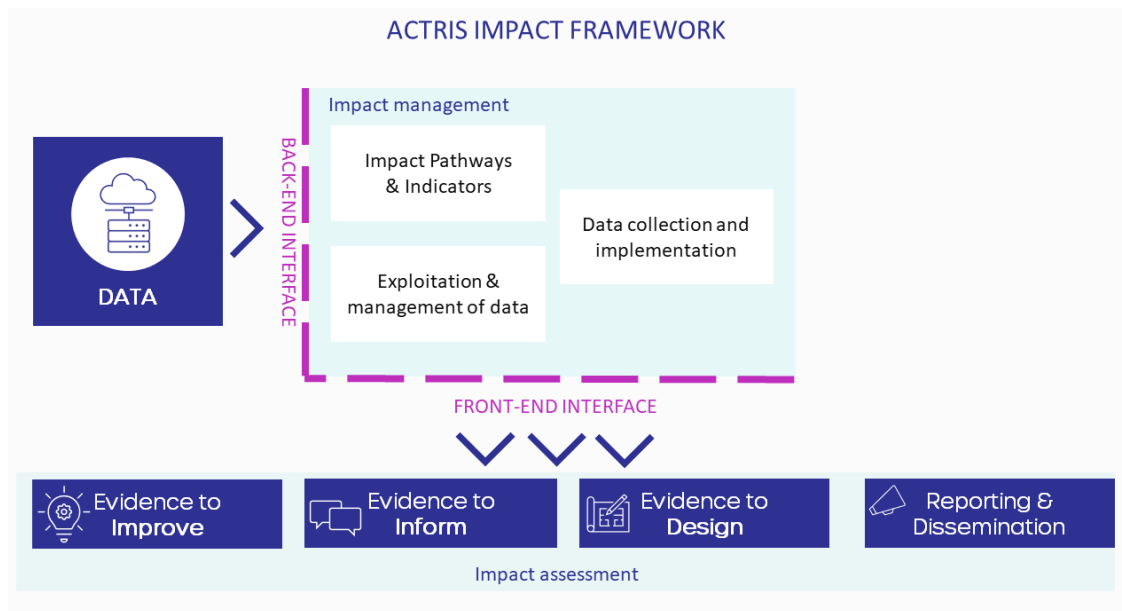 ACTRIS IMPACT FRAMEWORK
Impact management
DATA
BACK-END INTERFACE
Impact Pathways
& Indicators
Exploitation &
management of data
Data collection and
implementation
FRONT-END INTERFACE
Evidence to
Improve
Evidence to
Inform
Evidence to
Design
Reporting &
Dissemination
Impact assessment